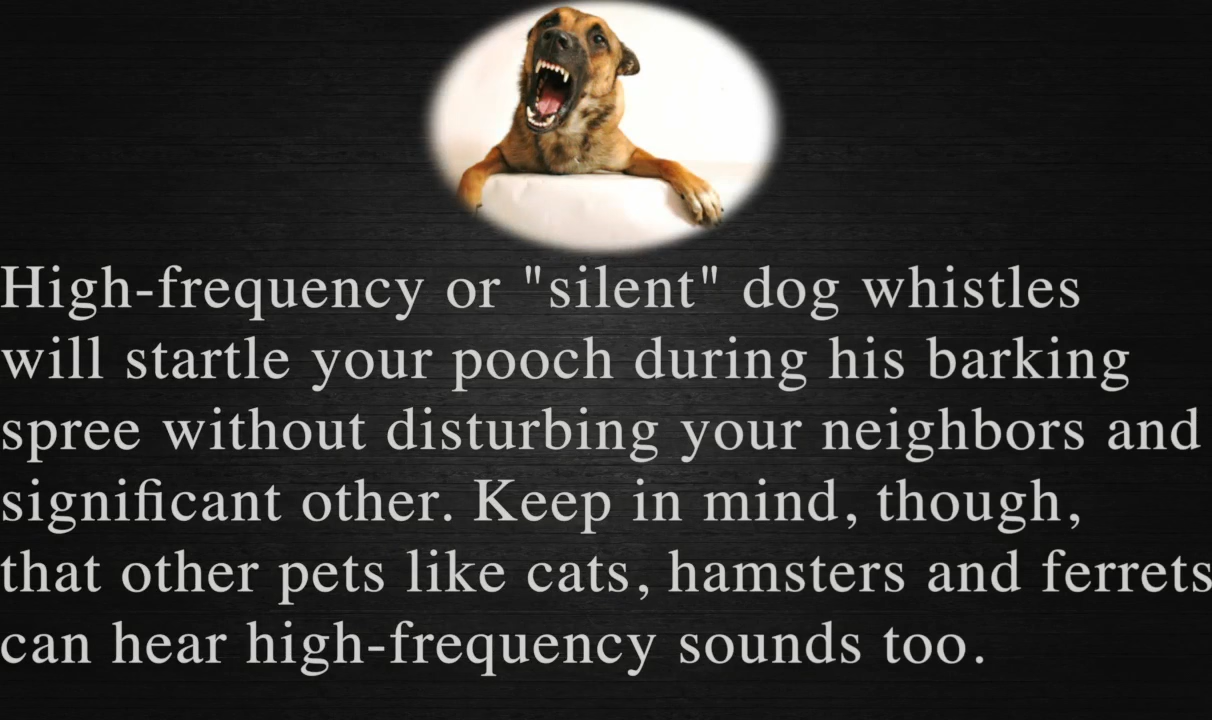 High-frequency or "silent" dog whistles
will startle your pooch during his barking
spree without disturbing your neighbors and
significant other. Keep in mind, though,
that other pets like cats, hamsters and ferrets
can hear high-frequency sounds too.